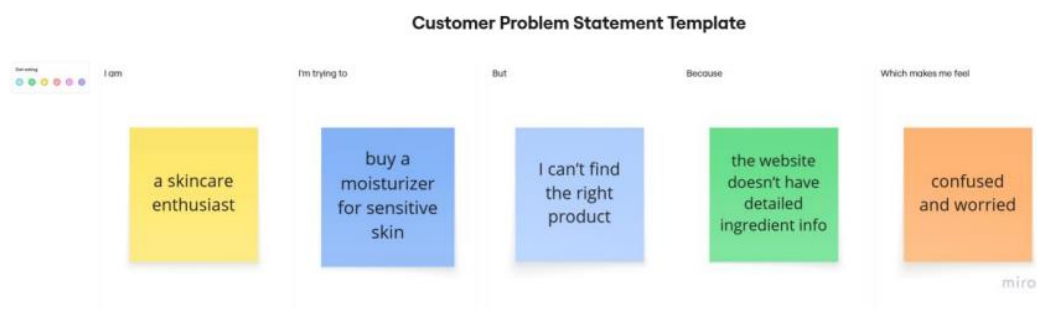 Customer Problem Statement Template
I am
I'm trying to
But
Because
Which makes me feel
a skincare
enthusiast
buy a
moisturizer
for sensitive
skin
I can't find
the right
product
the website
doesn't have
detailed
ingredient info
confused
and worried
miro